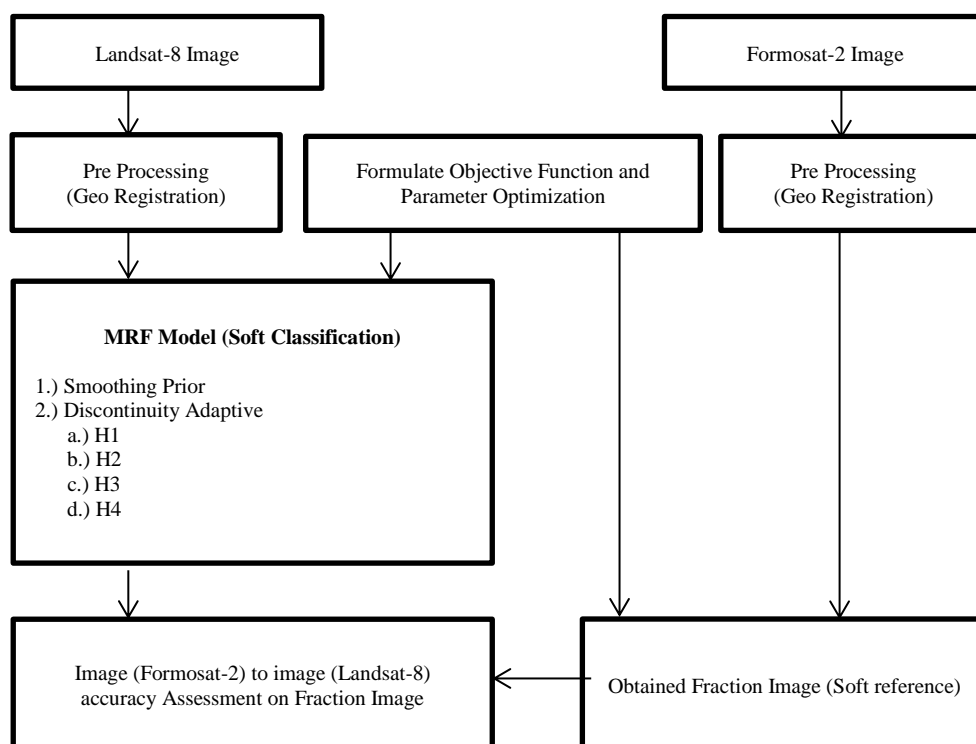 Landsat-8 Image
Formosat-2 Image
Pre Processing
(Geo Registration)
Formulate Objective Function and
Parameter Optimization
Pre Processing
(Geo Registration)
MRF Model (Soft Classification)
1.) Smoothing Prior
2.) Discontinuity Adaptive
a.) H1
b.) H2
c.) H3
d.) H4
Image (Formosat-2) to image (Landsat-8)
accuracy Assessment on Fraction Image
Obtained Fraction Image (Soft reference)